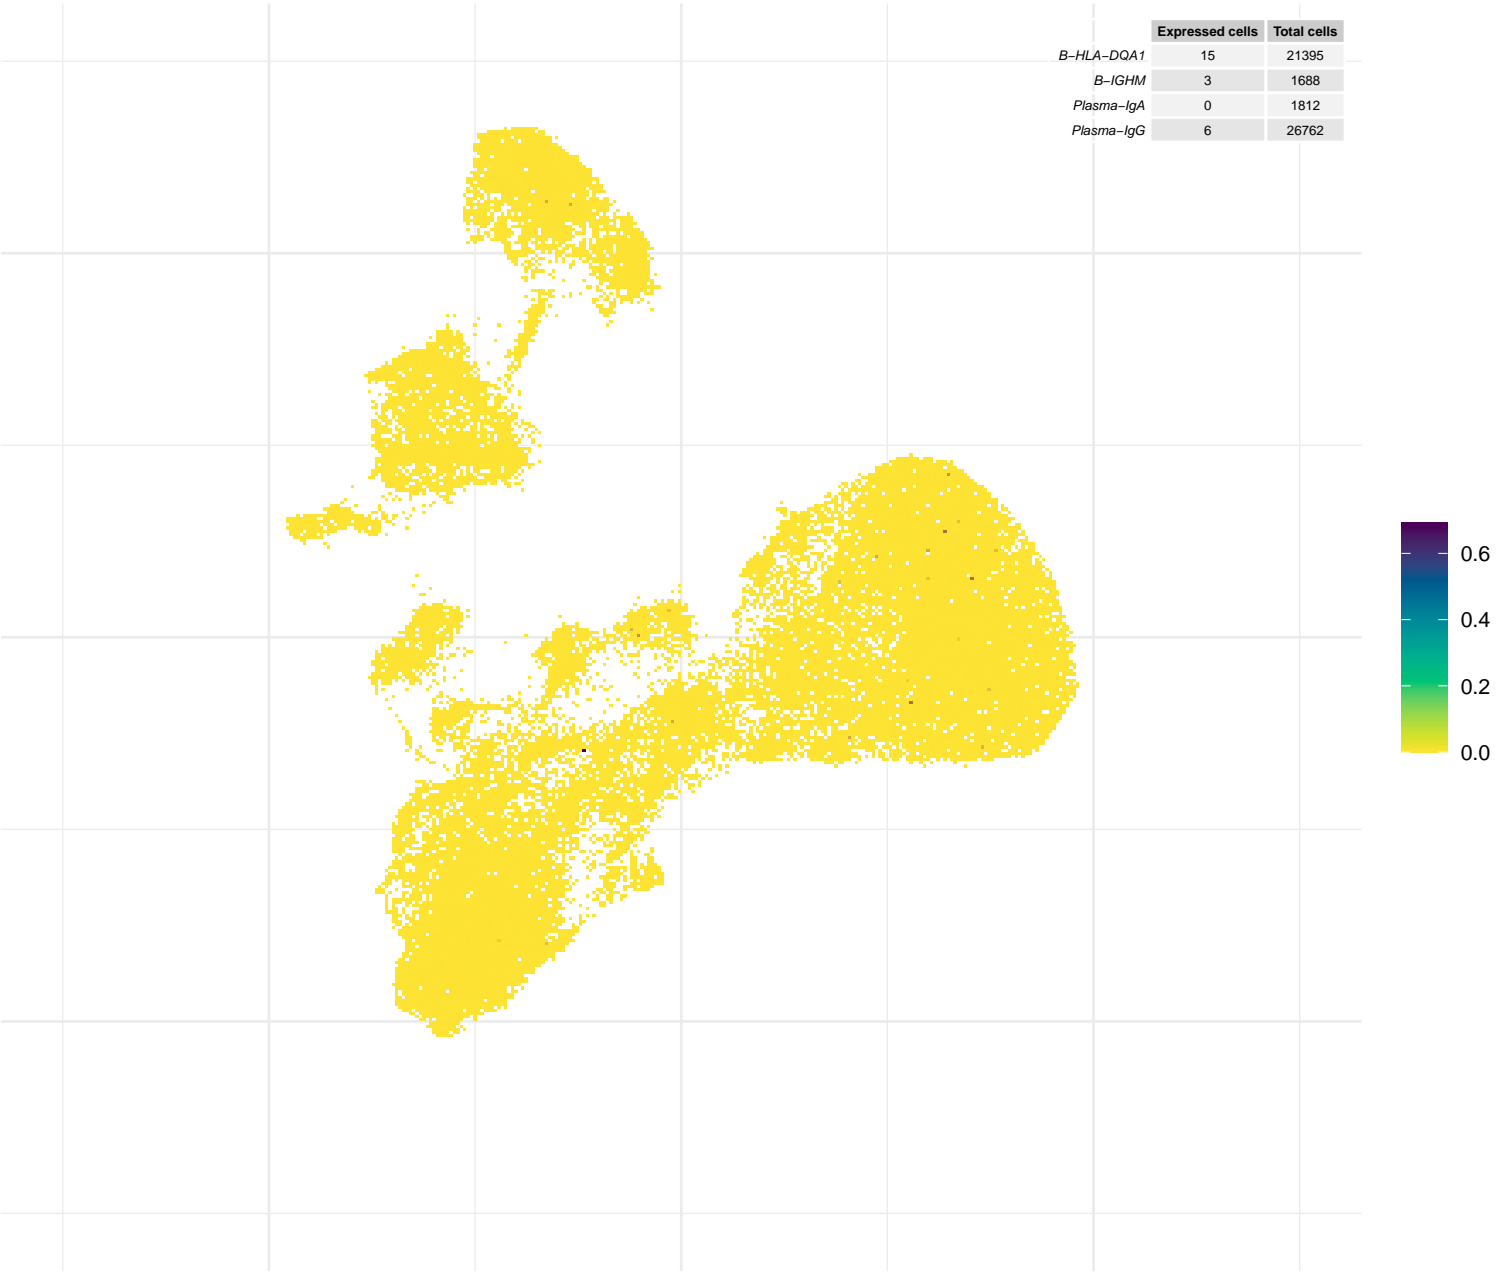 Expressed cells Total cells
B−HLA−DQA1 15 21395
B−IGHM 3 1688
Plasma−IgA 0 1812
Plasma−IgG 6 26762
0.6
0.4
0.2
0.0